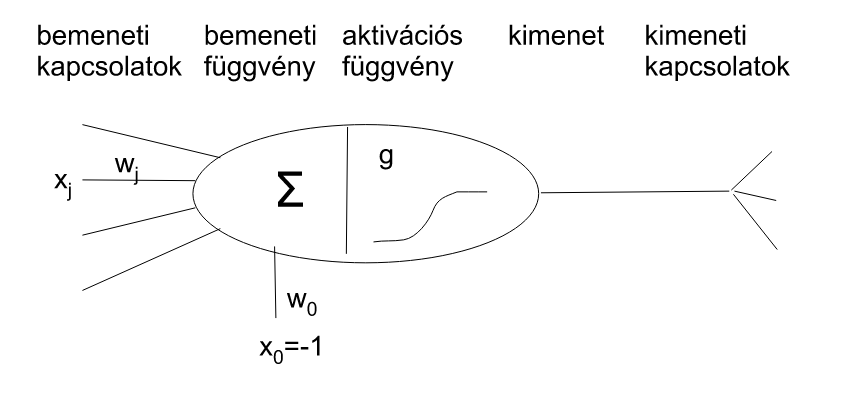 bemeneti kapcsolatok
bemeneti függvény
aktivációs függvény
kimenet
kimeneti kapcsolatok
wj
xj
Σ
g
w0
x0=-1